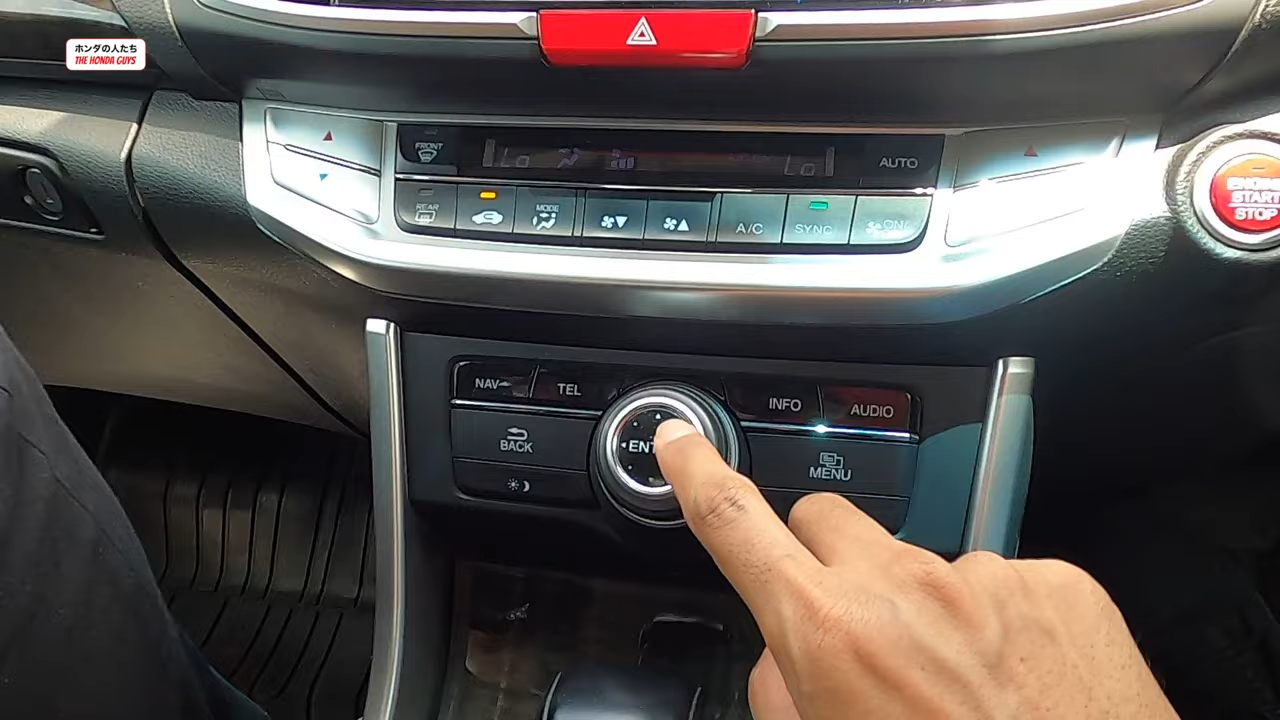 ホンダの人たち
THE HONDA GUYS
FRONT
Lo
Lo
AUTO
REAR
MODE
A/C
SYNC
ON/
ENGINE
START
STOP
NAV
TEL
INFO
AUDIO
BACK
ENT
MENU